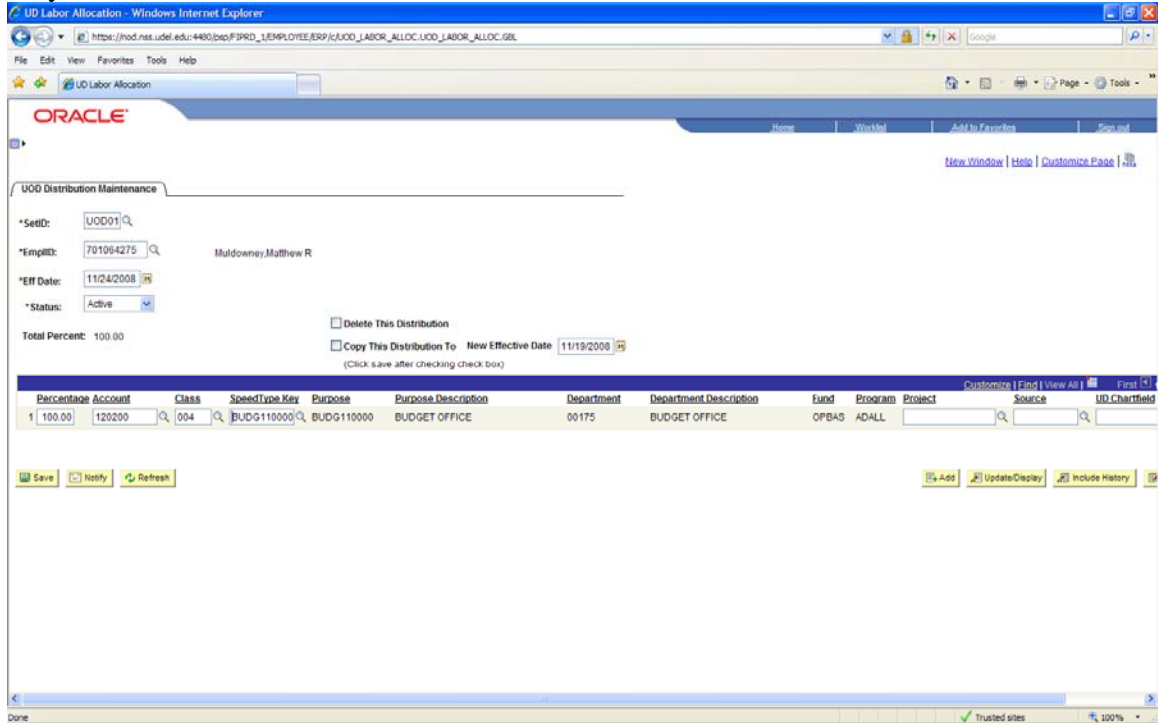 UD Labor Allocation - Windows Internet Explorer
https://nod.nss.udel.edu:4480/psp/FIPRD_1/EMPLOYEE/ERP/c/UOD_LABOR_ALLOC.UOD_LABOR_ALLOC.GBL
Google
File Edit View Favorites Tools Help
UD Labor Allocation
Page Tools
ORACLE
Home Worklist Add to Favorites Sign out
New Window | Help | Customize Page |
UOD Distribution Maintenance
*SetID: UOD01
*EmplID: 701064275 Muldowney,Matthew R
*Eff Date: 11/24/2008
*Status: Active
Delete This Distribution
Total Percent: 100.00
Copy This Distribution To New Effective Date 11/19/2008
(Click save after checking check box)
Customize | Find | View All | First
Percentage Account Class SpeedType Key Purpose Purpose Description Department Department Description Fund Program Project Source UD Chartfield
1 100.00 120200 004 BUDG110000 BUDG110000 BUDGET OFFICE 00175 BUDGET OFFICE OPBAS ADALL
Save Notify Refresh Add Update/Display Include History
Done Trusted sites 100%